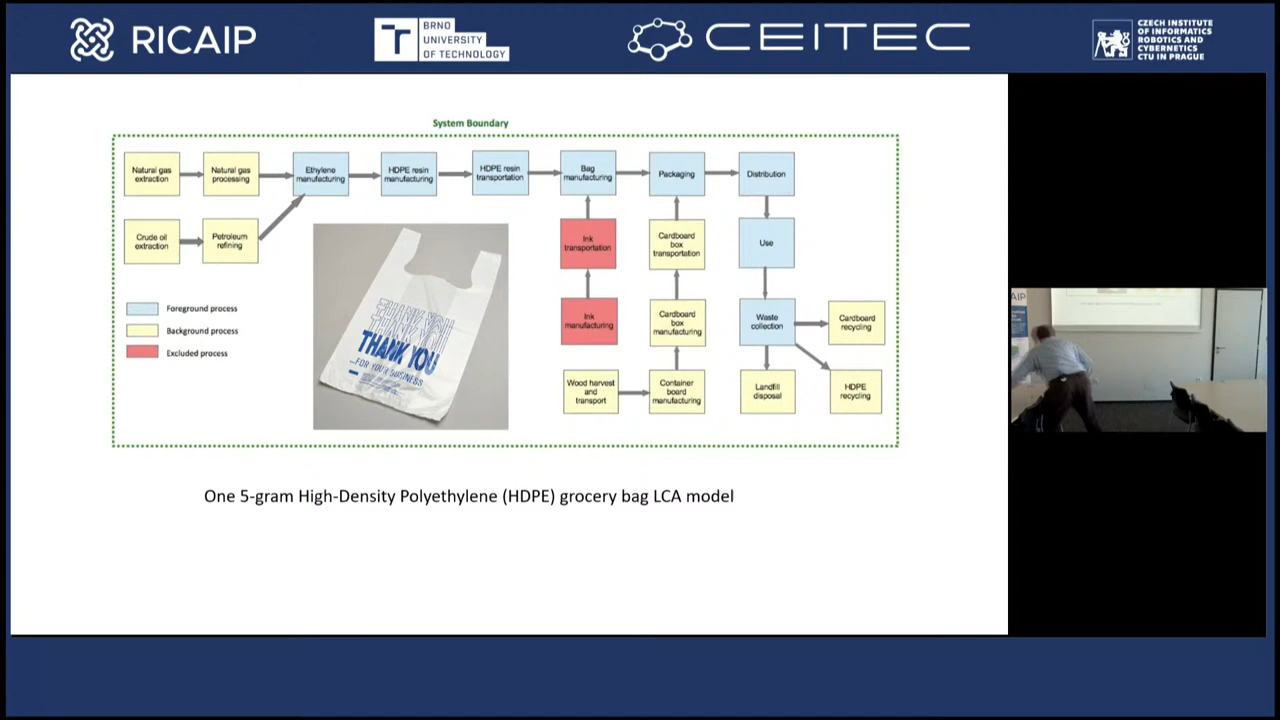 RICAIP
BRNO
UNIVERSITY
OF TECHNOLOGY
CEITEC
CZECH INSTITUTE
OF INFORMATICS
ROBOTICS AND
CYBERNETICS
CTU IN PRAGUE
System Boundary
Natural gas
extraction
Natural gas
processing
Ethylene
manufacturing
HDPE resin
manufacturing
HDPE resin
transportation
Bag
manufacturing
Packaging
Distribution
Crude oil
extraction
Petroleum
refining
Ink
transportation
Cardboard
box
transportation
Use
Foreground process
Background process
Excluded process
Ink
manufacturing
Cardboard
box
manufacturing
Waste
collection
Cardboard
recycling
Wood harvest
and
transport
Container
board
manufacturing
Landfill
disposal
HDPE
recycling
THANK YOU
THANK YOU
...FOR YOUR BUSINESS
One 5-gram High-Density Polyethylene (HDPE) grocery bag LCA model
AIP